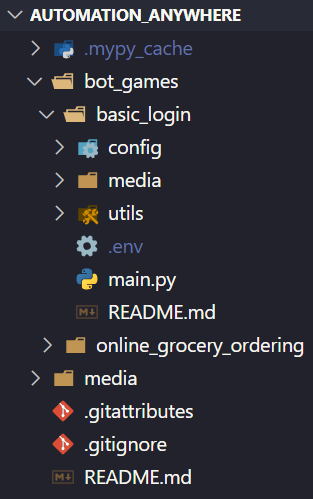 AUTOMATION_ANYWHERE
.mypy_cache
bot_games
basic_login
config
media
utils
.env
main.py
README.md
online_grocery_ordering
media
.gitattributes
.gitignore
README.md